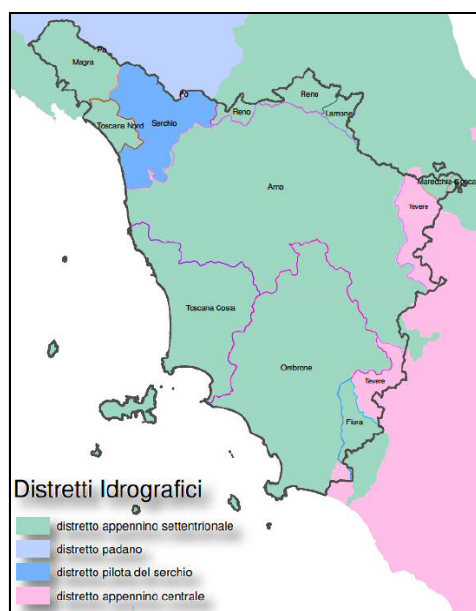 Po
Magra
Po
Serchio
Reno
Reno
Lamone
Toscana Nord
Arno
Marecchia-Conca
Tevere
Toscana Costa
Ombrone
Tevere
Fiora
Distretti Idrografici
distretto appennino settentrionale
distretto padano
distretto pilota del serchio
distretto appennino centrale